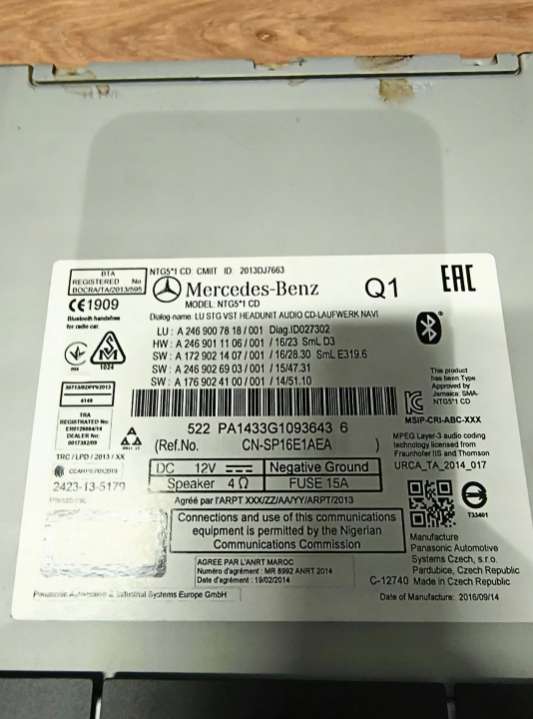 BTA
REGISTERED No
BOCRA/TA/2013/595
NTG5*1 CD CMIIT ID: 2013DJ7663
Mercedes-Benz
MODEL NTG5*1 CD
Q1
EAC
CE1909
Bluetooth handsfree
for radio car.
Dialog name: LU STG VST HEADUNIT AUDIO CD-LAUFWERK NAVI
LU : A 246 900 78 18 / 001 Diag.ID027302
HW : A 246 901 11 06 / 001 / 16/23 SmL D3
SW : A 172 902 14 07 / 001 / 16/28.30 SmL E319.6
SW : A 246 902 69 03 / 001 / 15/47.31
SW : A 176 902 41 00 / 001 / 14/51.10
1024
This product
has been Type
Approved by
Jamaica: SMA-
NTG5*1 CD
TRA
REGISTERED No:
DEALER No:
522 PA1433G1093643 6
(Ref.No. CN-SP16E1AEA )
MSIP-CRI-ABC-XXX
MPEG Layer-3 audio coding
technology licensed from
Fraunhofer IIS and Thomson
URCA_TA_2014_017
TRC / LPD / 2013 / XX
2423-13-5179
Panasonic
DC 12V Negative Ground
Speaker 4 Ω FUSE 15A
Agréé par l'ARPT XXX/ZZ/AA/YY/ARPT/2013
Connections and use of this communications
equipment is permitted by the Nigerian
Communications Commission
T33401
AGREE PAR L'ANRT MAROC
Numéro d'agrément : MR 8992 ANRT 2014
Date d'agrément : 19/02/2014
Manufacture
Panasonic Automotive
Systems Czech, s.r.o.
Pardubice, Czech Republic
C-12740 Made in Czech Republic
Panasonic Automotive & Industrial Systems Europe GmbH
Date of Manufacture: 2016/09/14